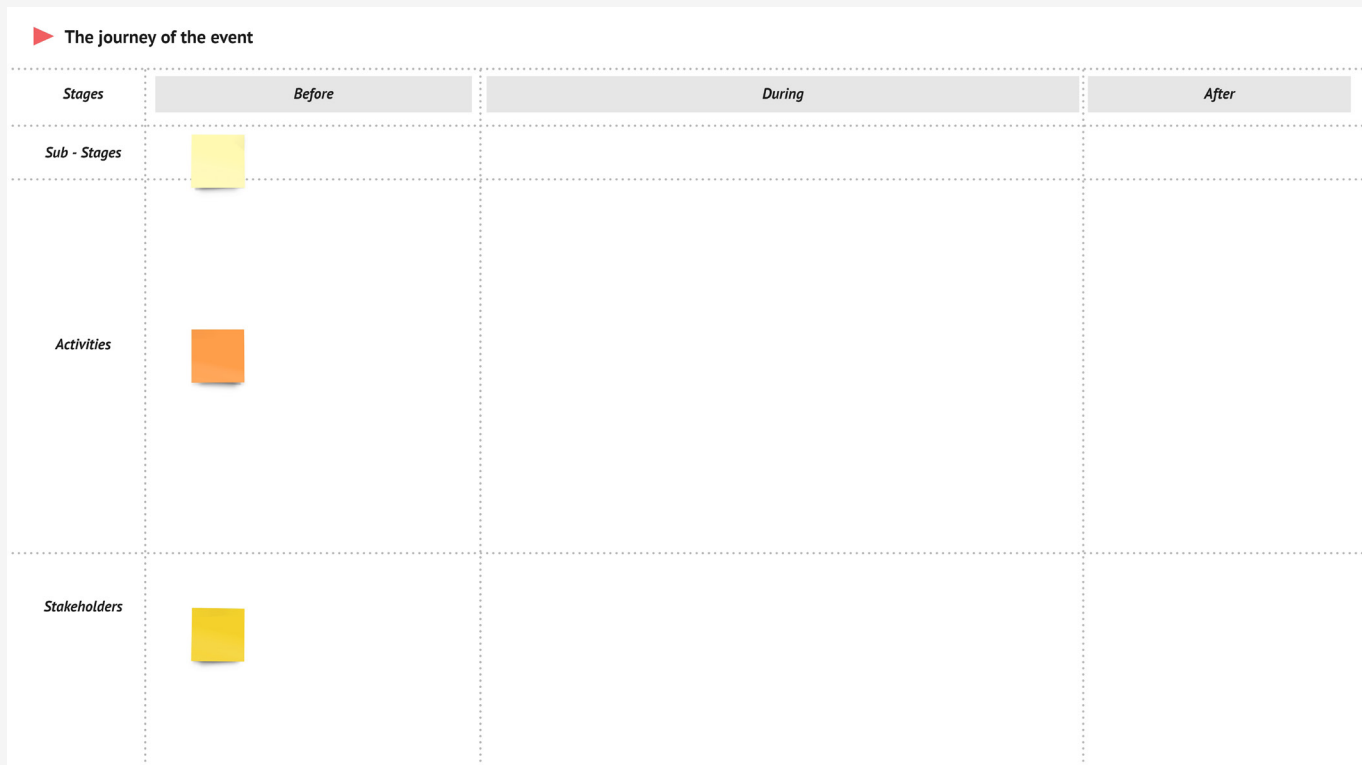 The journey of the event
Stages
Before
During
After
Sub - Stages
Activities
Stakeholders